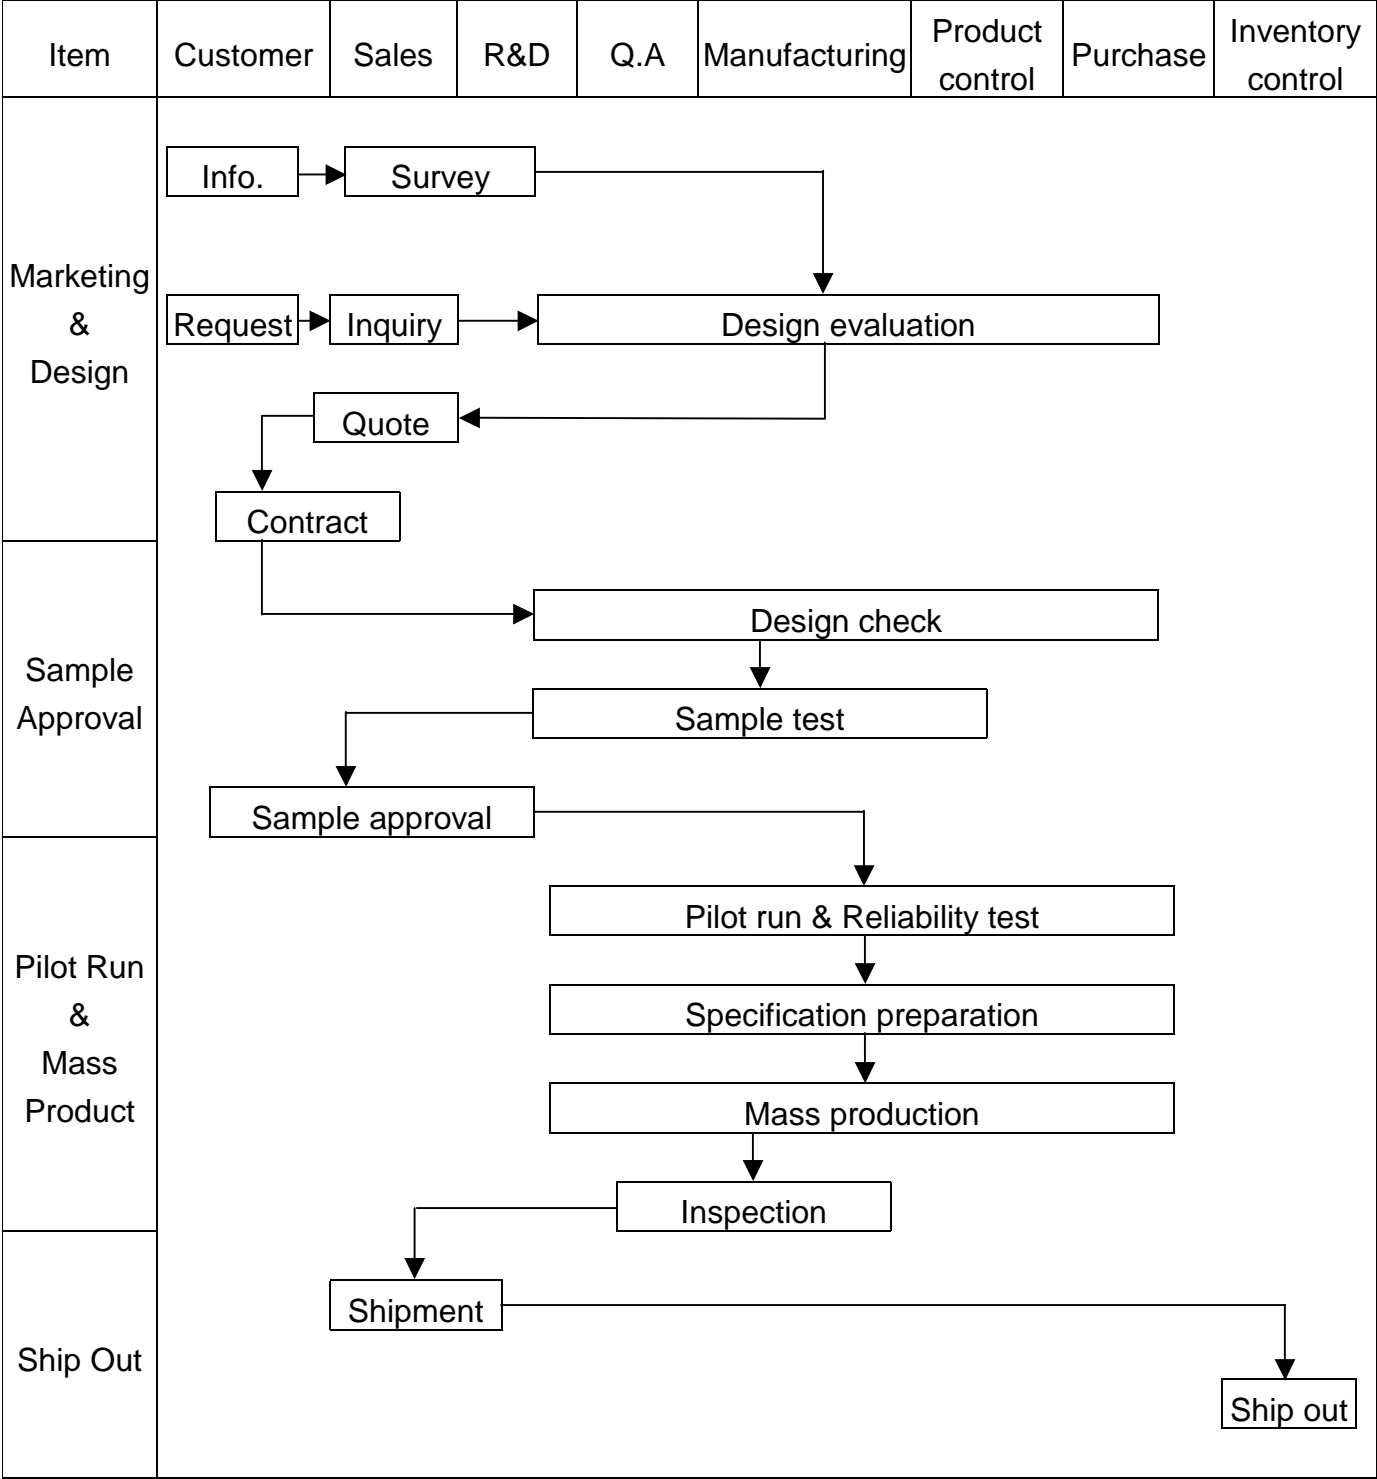 Item
Customer
Sales
R&D
Q.A
Manufacturing
Product
control
Purchase
Inventory
control
Marketing
&
Design
Info.
Survey
Request
Inquiry
Design evaluation
Quote
Contract
Sample
Approval
Design check
Sample test
Sample approval
Pilot Run
&
Mass
Product
Pilot run & Reliability test
Specification preparation
Mass production
Inspection
Ship Out
Shipment
Ship out